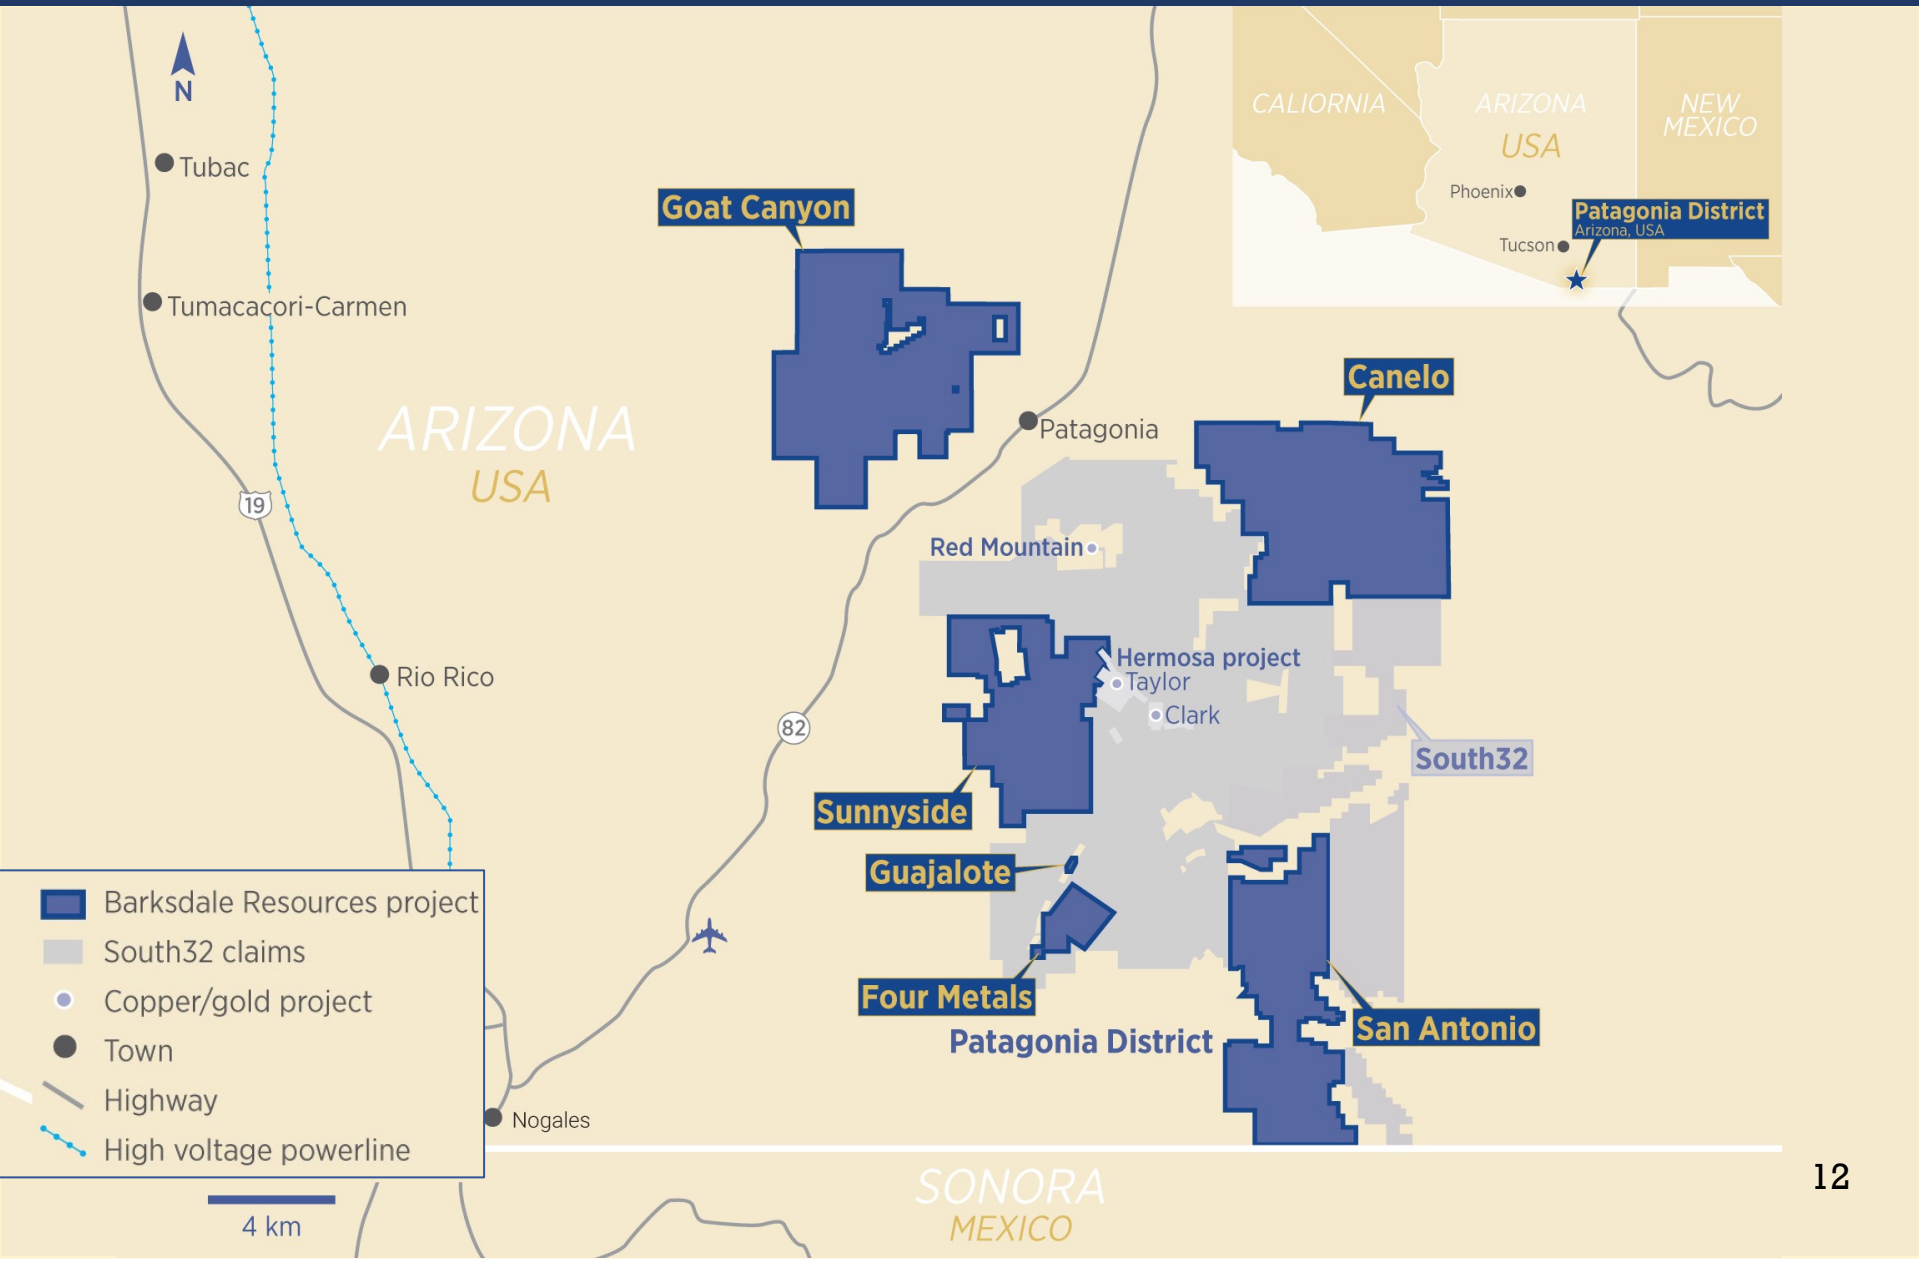 N
Tubac
Tumacacori-Carmen
ARIZONA
USA
19
Rio Rico
Goat Canyon
Patagonia
82
CALIORNIA
ARIZONA
USA
NEW
MEXICO
Phoenix
Tucson
Patagonia District
Arizona, USA
Canelo
Red Mountain
Hermosa project
Taylor
Clark
South32
Sunnyside
Guajalote
Four Metals
San Antonio
Patagonia District
Nogales
Barksdale Resources project
South32 claims
Copper/gold project
Town
Highway
High voltage powerline
4 km
SONORA
MEXICO
12